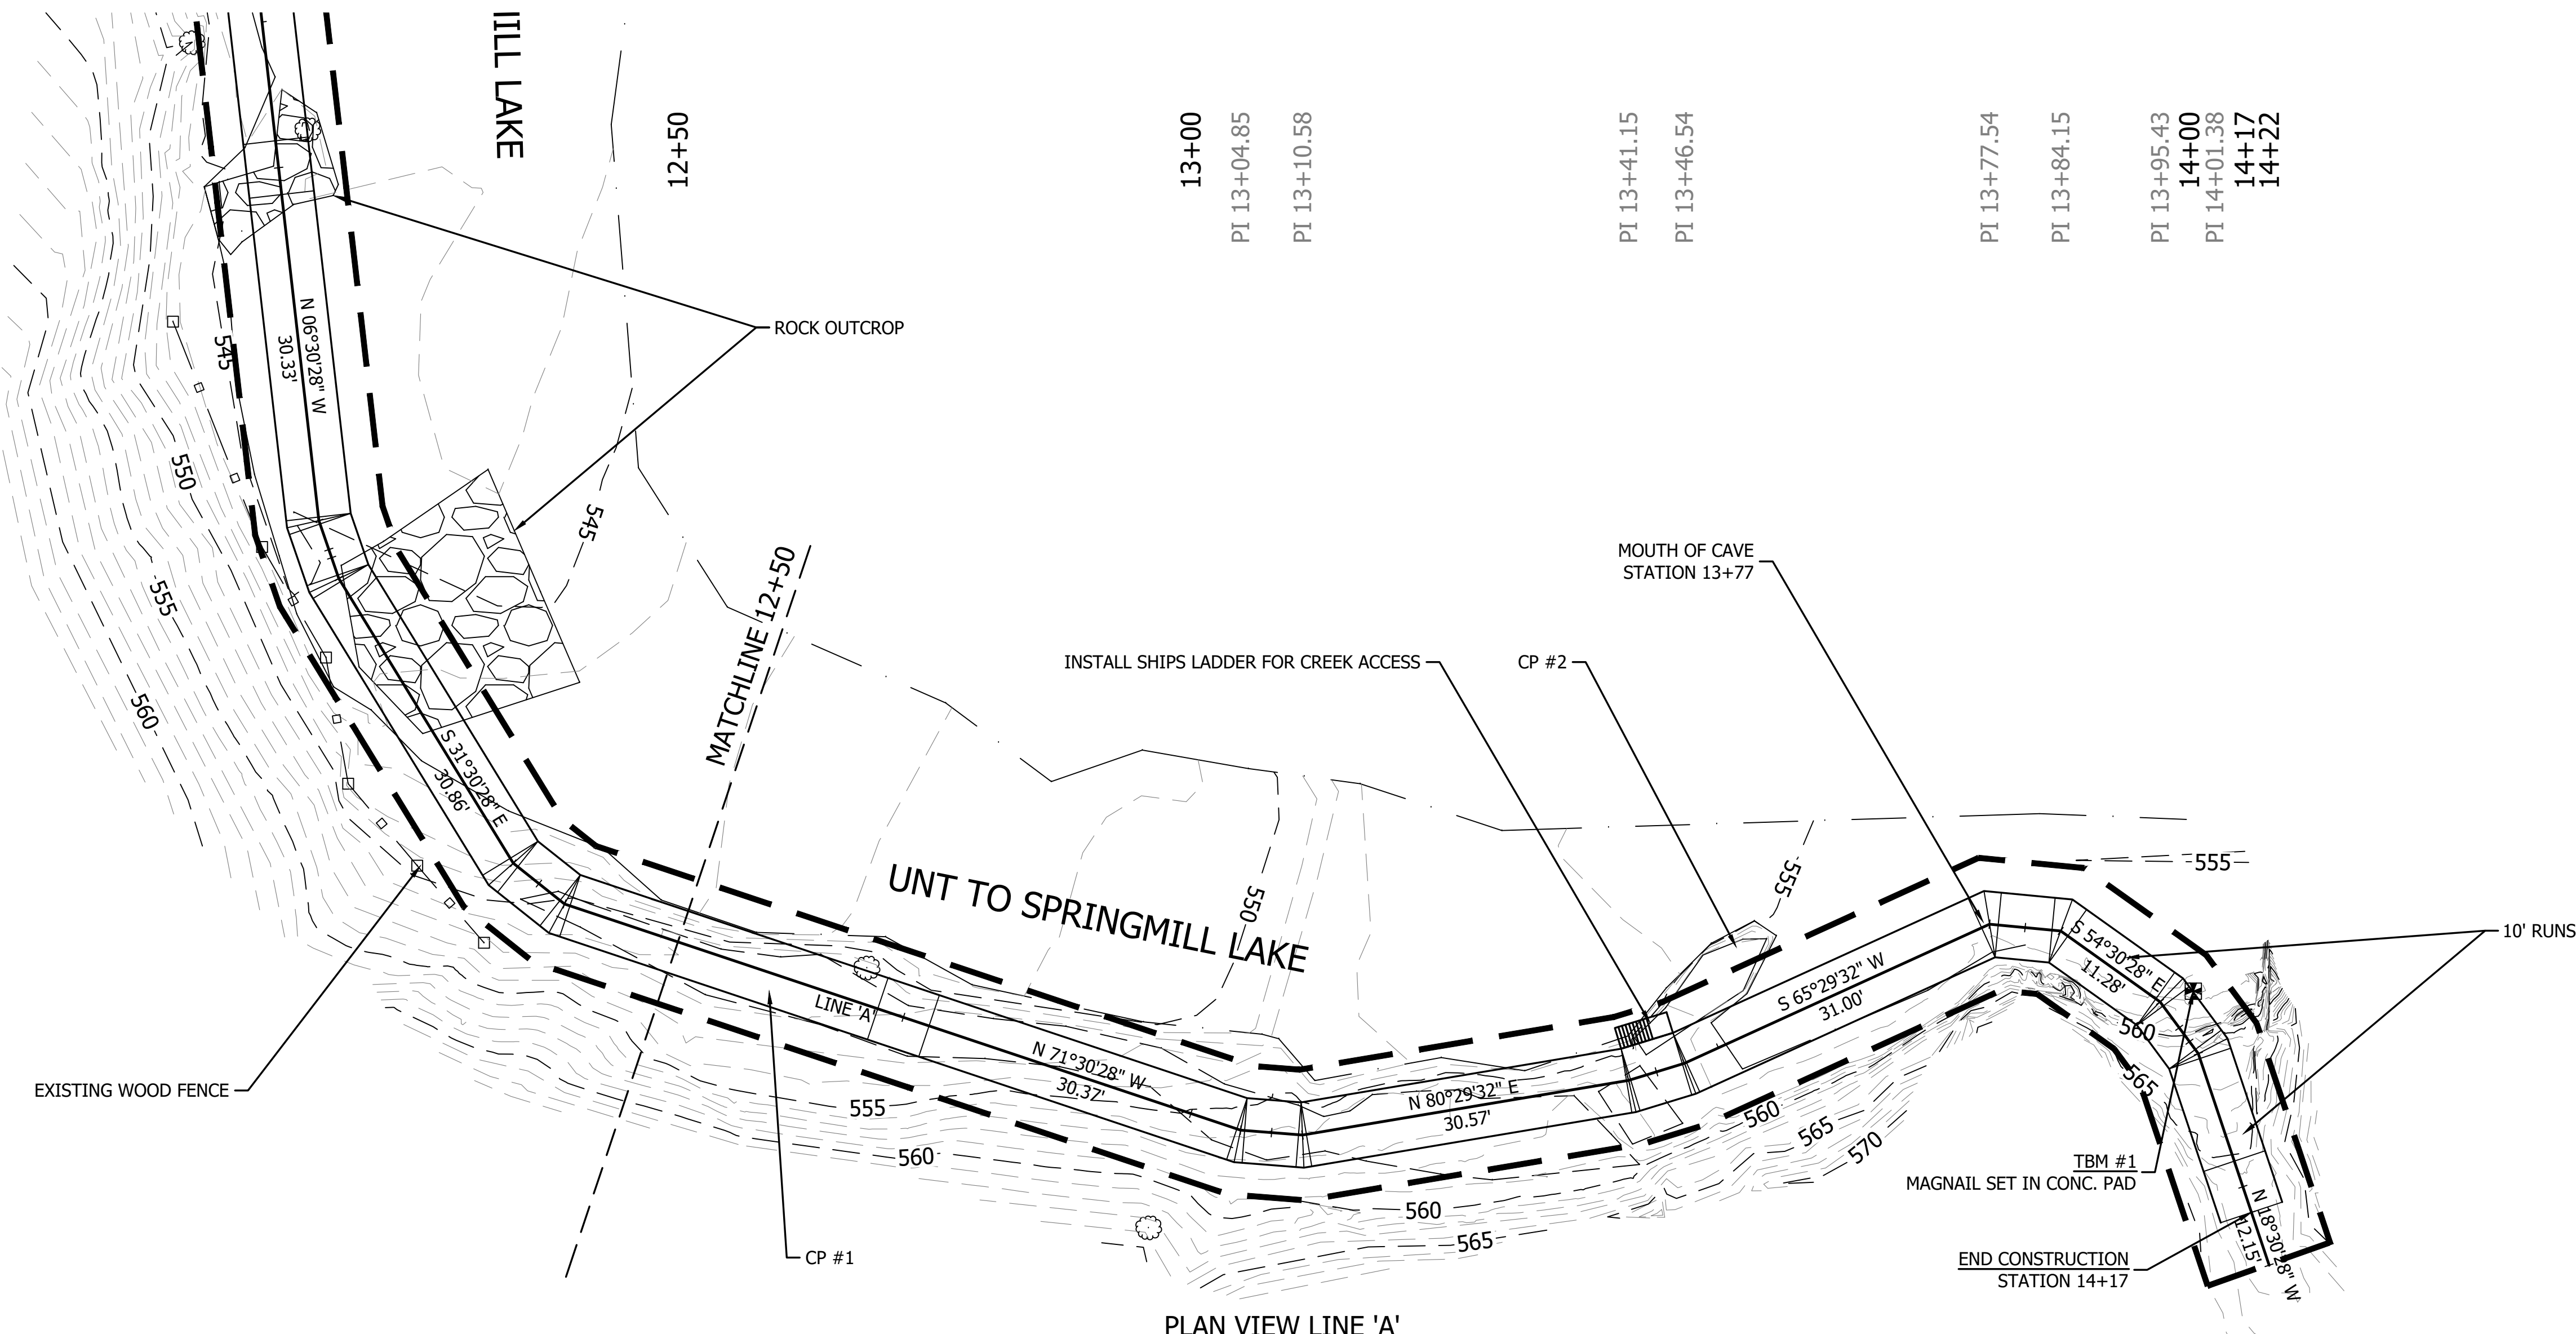 IILL LAKE
12+50
13+00
PI 13+04.85
PI 13+10.58
PI 13+41.15
PI 13+46.54
PI 13+77.54
PI 13+84.15
PI 13+95.43
14+00
PI 14+01.38
14+17
14+22
ROCK OUTCROP
N 06°30'28" W
30.33'
545
550
555
560
545
MATCHLINE 12+50
MOUTH OF CAVE
STATION 13+77
INSTALL SHIPS LADDER FOR CREEK ACCESS
CP #2
S 31°30'28" E
30.86'
UNT TO SPRINGMILL LAKE
550
555
555
S 65°29'32" W
31.00'
S 54°30'28" E
11.28'
10' RUNS
LINE 'A'
N 71°30'28" W
30.37'
N 80°29'32" E
30.57'
EXISTING WOOD FENCE
555
560
560
565
560
565
570
560
565
TBM #1
MAGNAIL SET IN CONC. PAD
CP #1
END CONSTRUCTION
STATION 14+17
N 18°30'28" W
12.15'
PLAN VIEW LINE 'A'